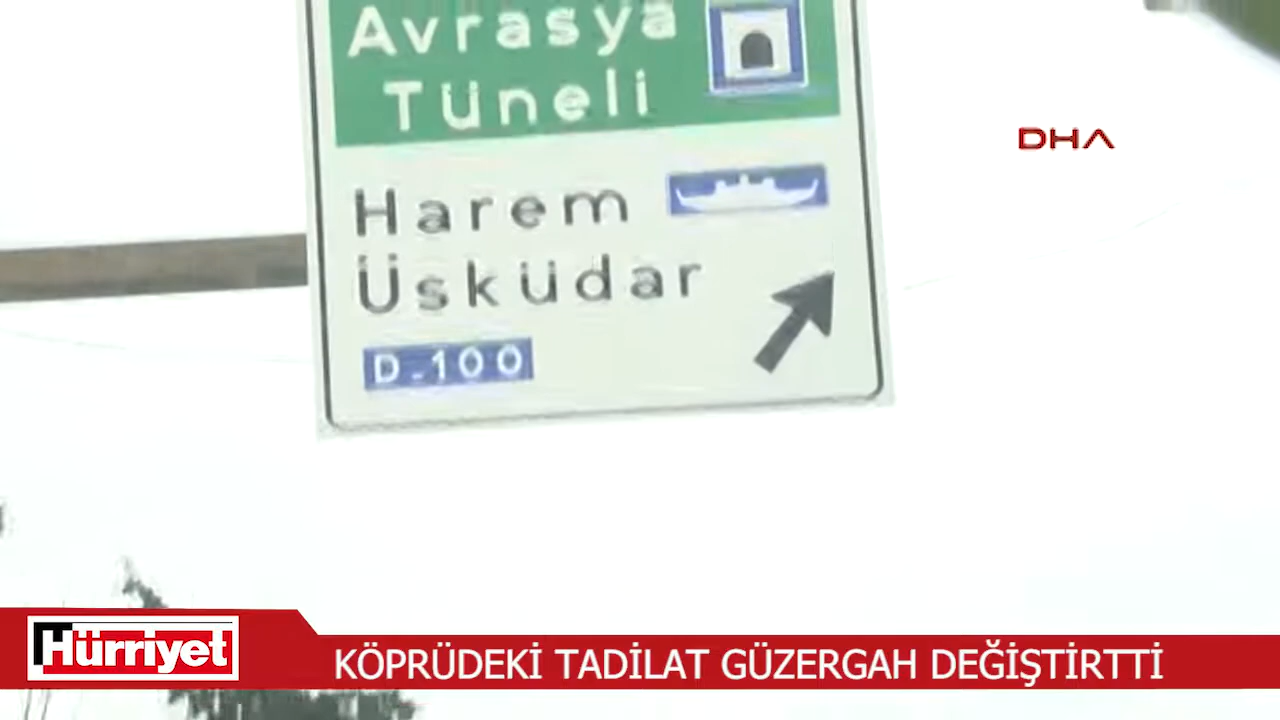 Avrasya
Tüneli
DHA
Harem
Üsküdar
D-100
Hürriyet
KÖPRÜDEKİ TADİLAT GÜZERGAH DEĞİŞTİRTTİ